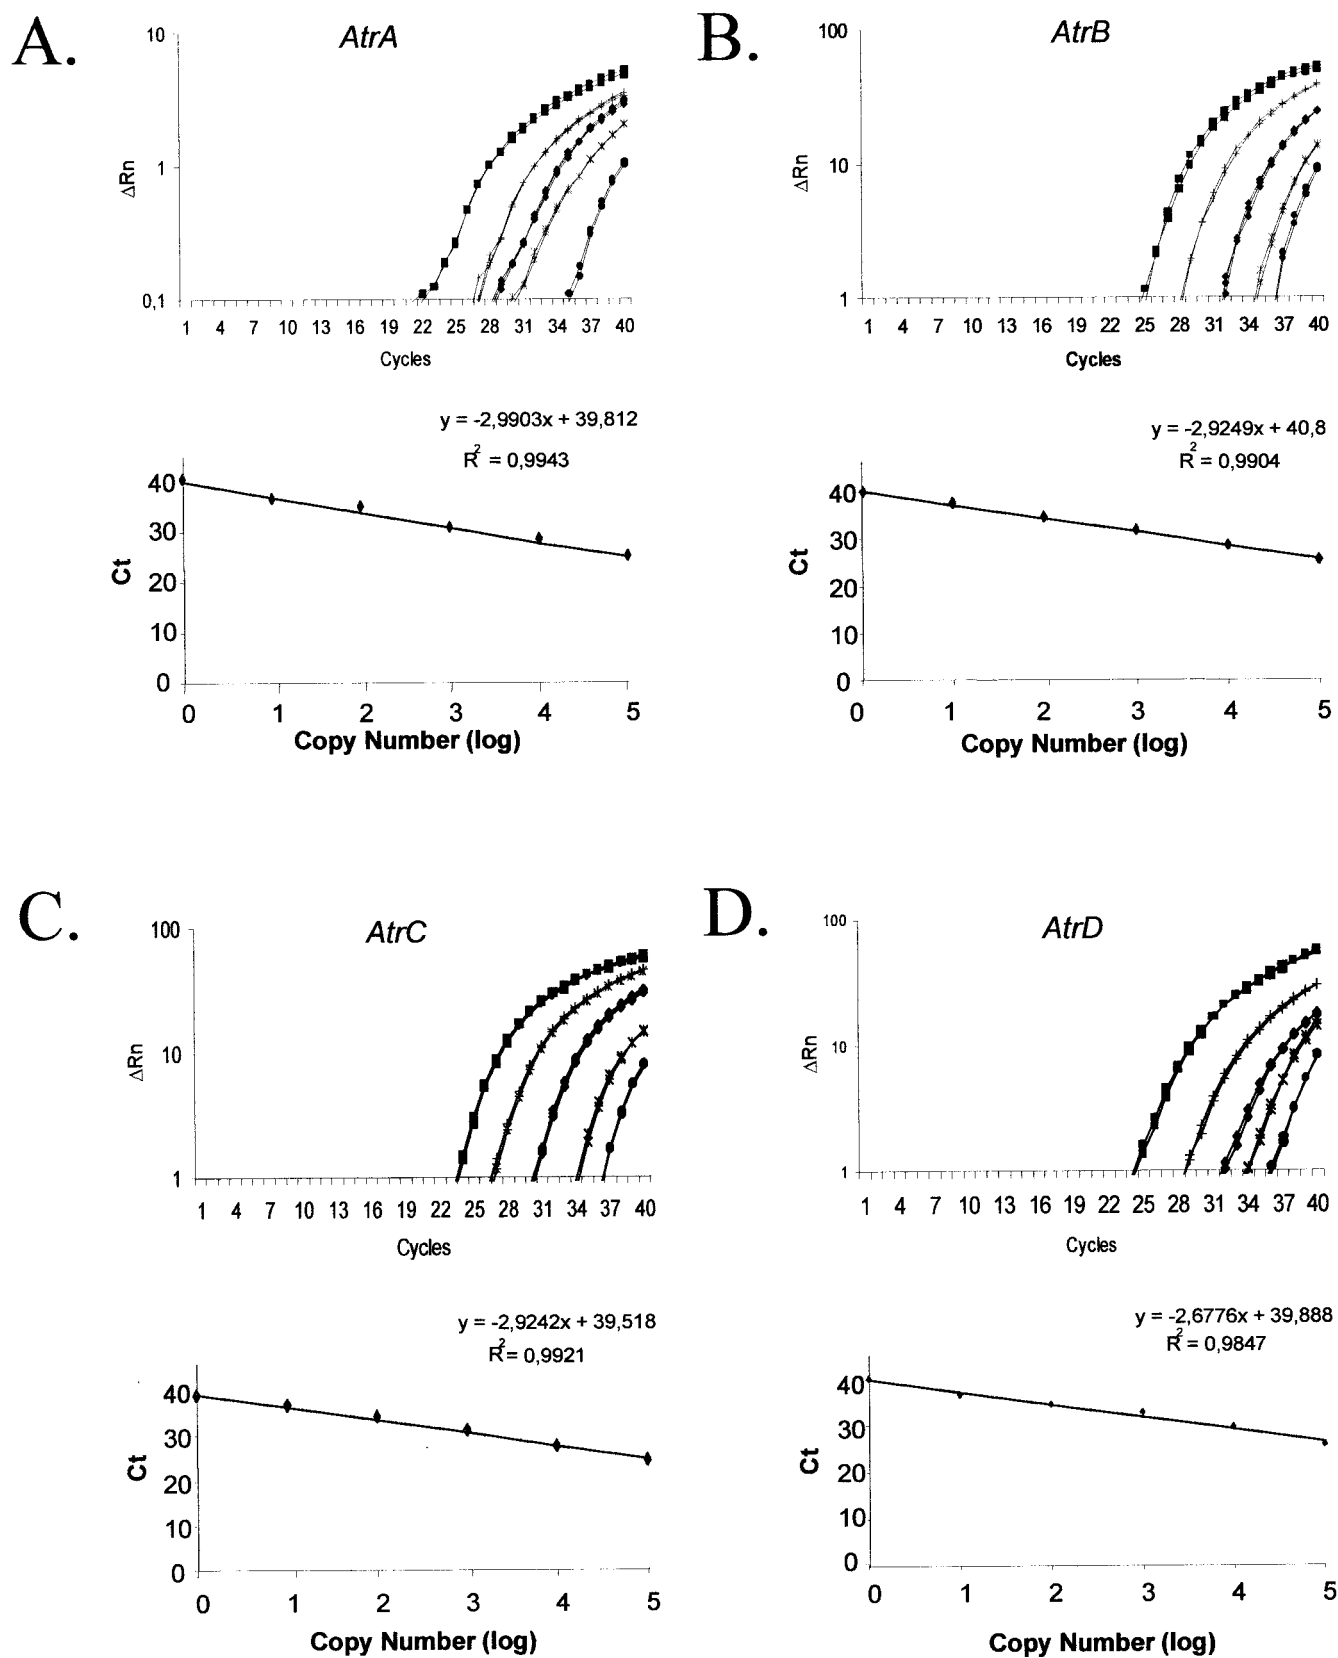 A.
AtrA
10
1
0,1
ΔRn
1 4 7 10 13 16 19 22 25 28 31 34 37 40
Cycles
y = -2,9903x + 39,812
R2 = 0,9943
40
30
20
10
0
Ct
0 1 2 3 4 5
Copy Number (log)
B.
AtrB
100
10
1
ΔRn
1 4 7 10 13 16 19 22 25 28 31 34 37 40
Cycles
y = -2,9249x + 40,8
R2 = 0,9904
40
30
20
10
0
Ct
0 1 2 3 4 5
Copy Number (log)
C.
AtrC
100
10
1
ΔRn
1 4 7 10 13 16 19 22 25 28 31 34 37 40
Cycles
y = -2,9242x + 39,518
R2 = 0,9921
40
30
20
10
0
Ct
0 1 2 3 4 5
Copy Number (log)
D.
AtrD
100
10
1
ΔRn
1 4 7 10 13 16 19 22 25 28 31 34 37 40
Cycles
y = -2,6776x + 39,888
R2 = 0,9847
40
30
20
10
0
Ct
0 1 2 3 4 5
Copy Number (log)